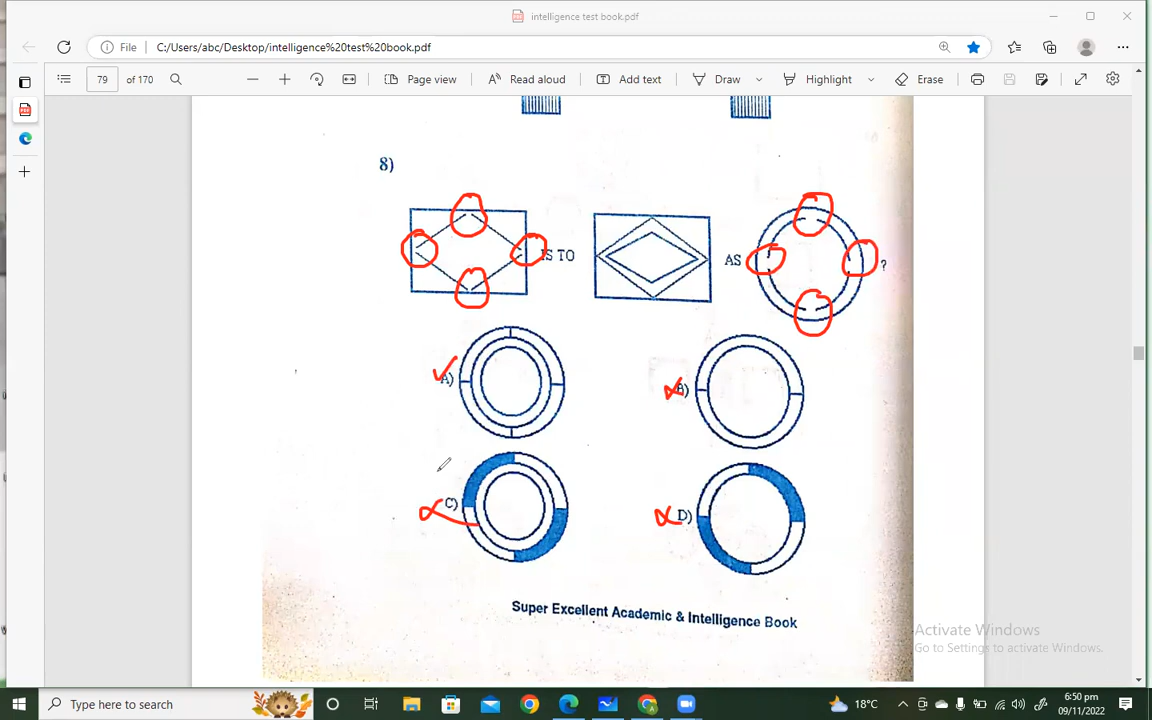 intelligence test book.pdf
File C:/Users/abc/Desktop/intelligence%20test%20book.pdf
79 of 170 Page view Read aloud Add text Draw Highlight Erase
8)
IS TO AS ?
A) B)
C) D)
Super Excellent Academic & Intelligence Book
Activate Windows
Go to Settings to activate Windows.
Type here to search 18°C 6:50 pm
09/11/2022